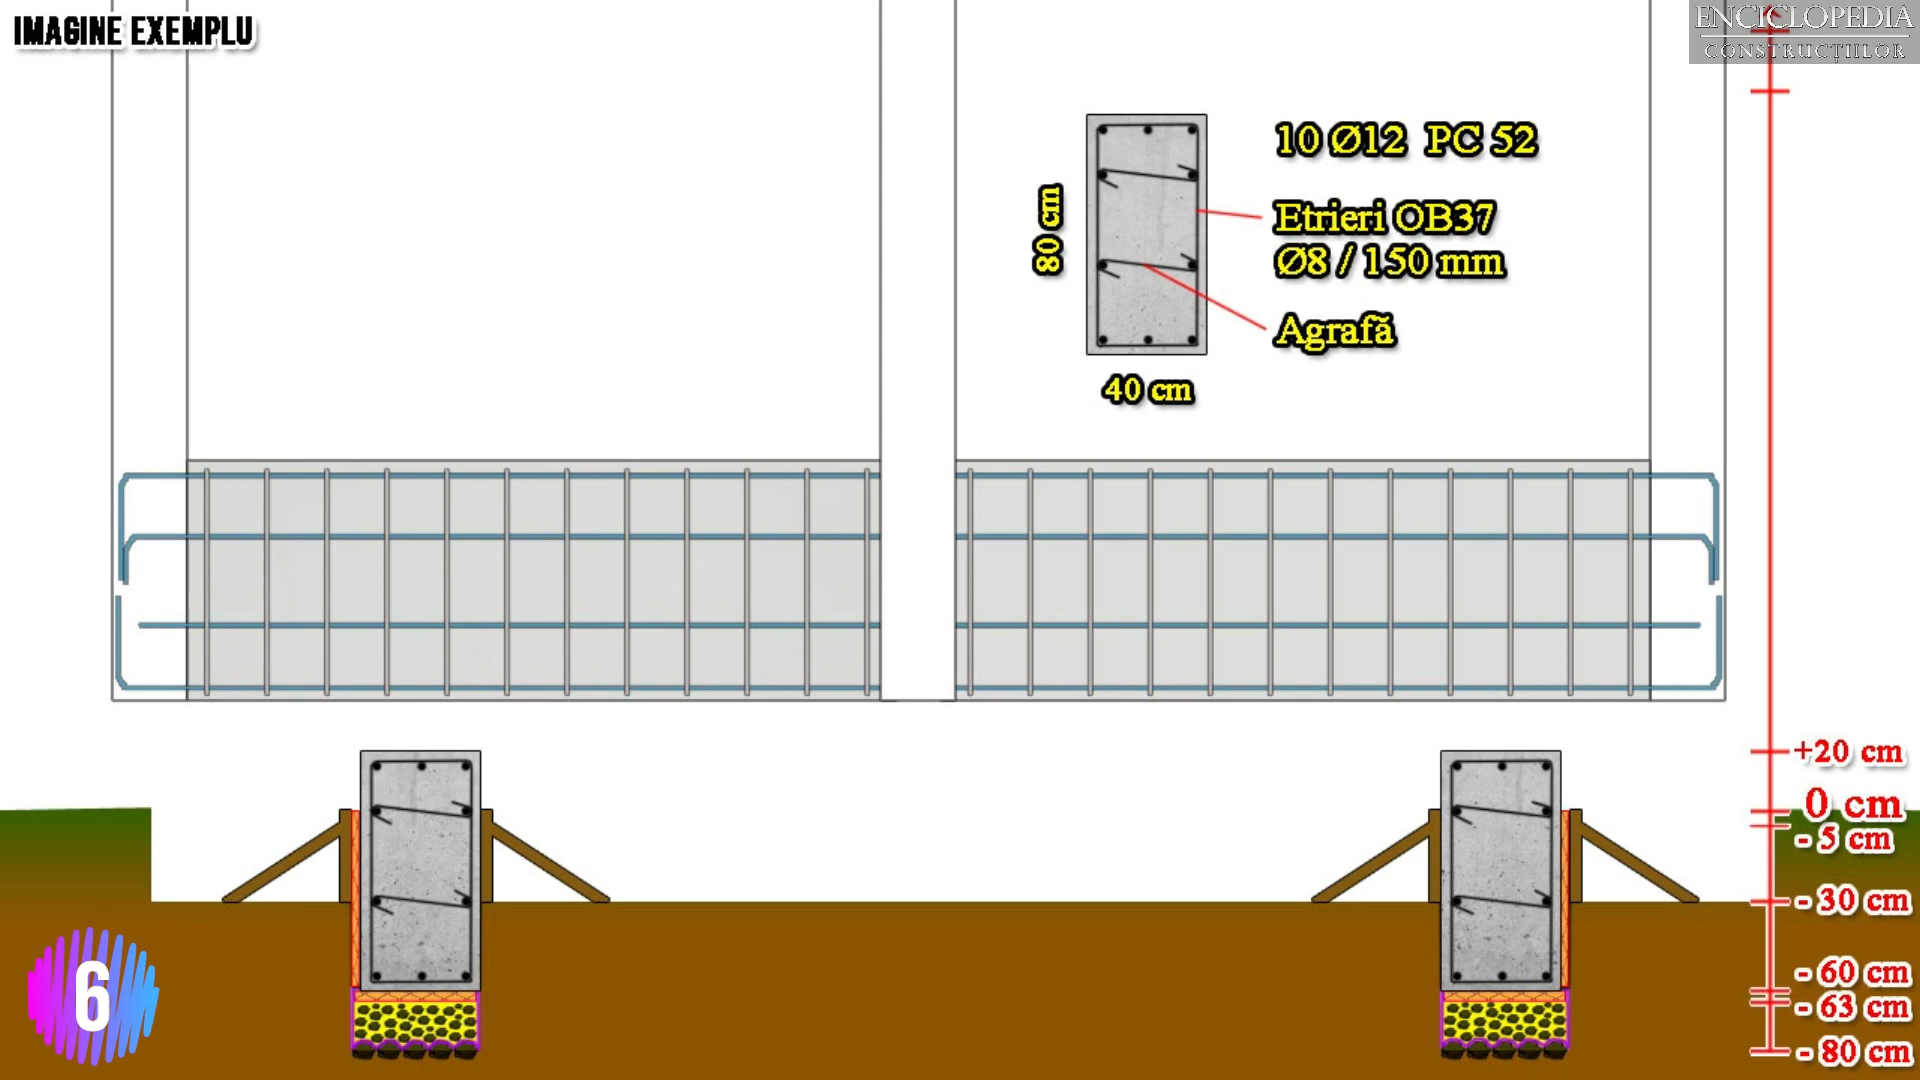 IMAGINE EXEMPLU
ENCICLOPEDIA
CONSTRUCȚIILOR
10 Ø12 PC 52
Etrieri OB37
Ø8 / 150 mm
Agrafă
80 cm
40 cm
+20 cm
0 cm
- 5 cm
- 30 cm
- 60 cm
- 63 cm
- 80 cm
6